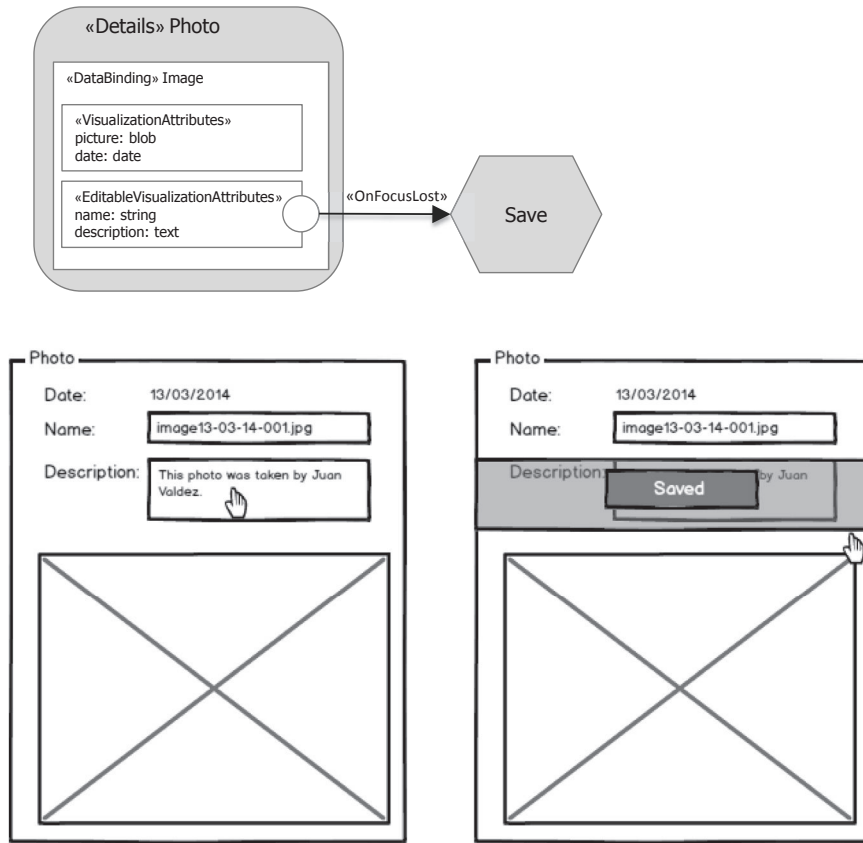 «Details» Photo
«DataBinding» Image
«VisualizationAttributes»
picture: blob
date: date
«EditableVisualizationAttributes»
name: string
description: text
«OnFocusLost»
Save
Photo
Date: 13/03/2014
Name: image13-03-14-001.jpg
Description: This photo was taken by Juan
Valdez.
Photo
Date: 13/03/2014
Name: image13-03-14-001.jpg
Description: by Juan
Saved